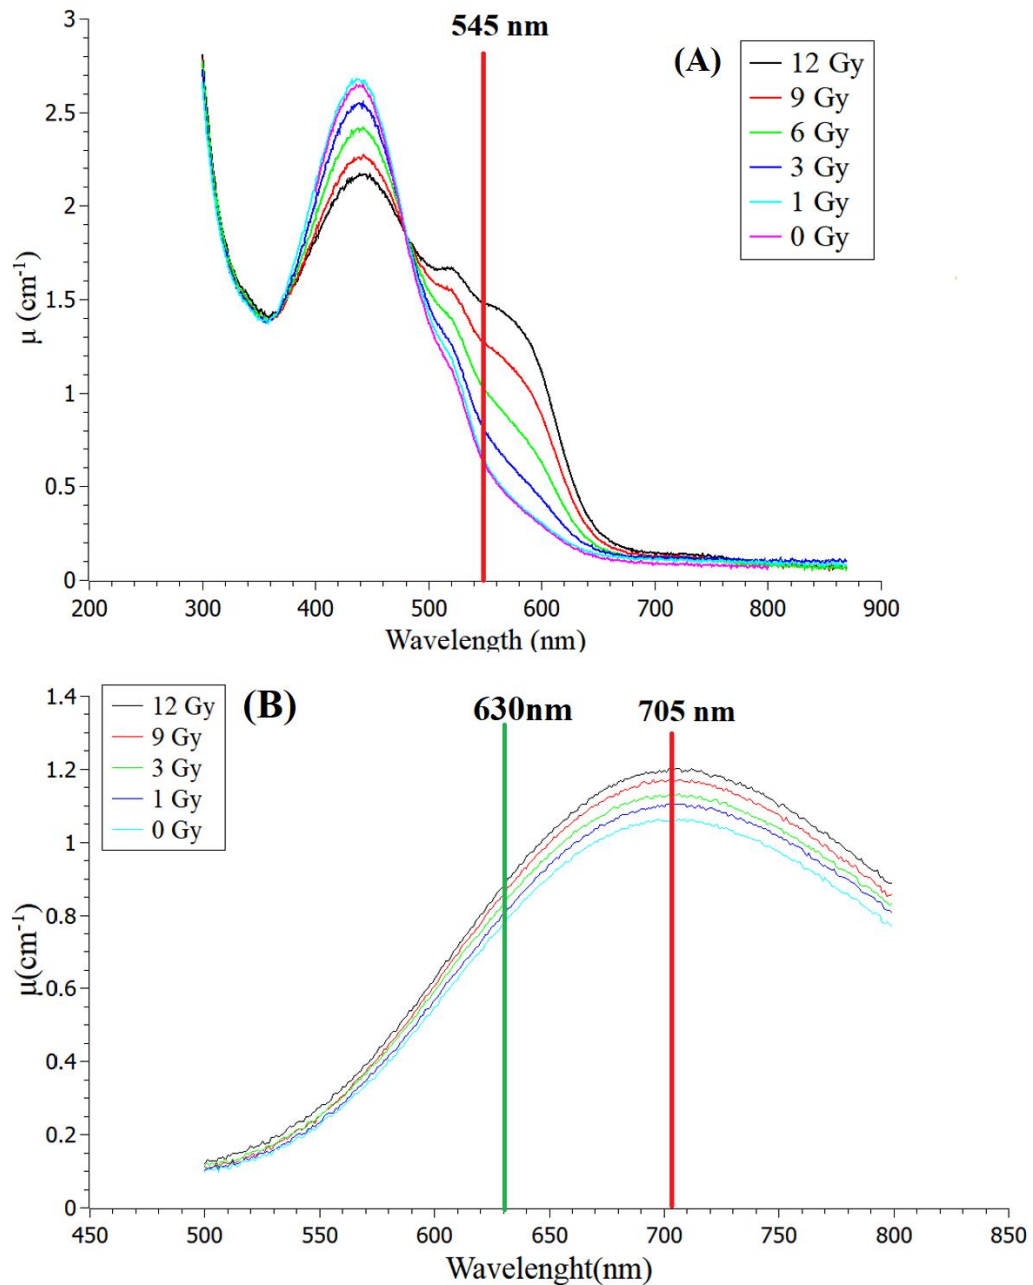 545 nm
(A)
12 Gy
9 Gy
6 Gy
3 Gy
1 Gy
0 Gy
3
2.5
2
1.5
1
0.5
0
μ (cm⁻¹)
200 300 400 500 600 700 800 900
Wavelength (nm)
(B)
630nm
705 nm
12 Gy
9 Gy
3 Gy
1 Gy
0 Gy
1.4
1.2
1
0.8
0.6
0.4
0.2
0
μ(cm⁻¹)
450 500 550 600 650 700 750 800 850
Wavelenght(nm)